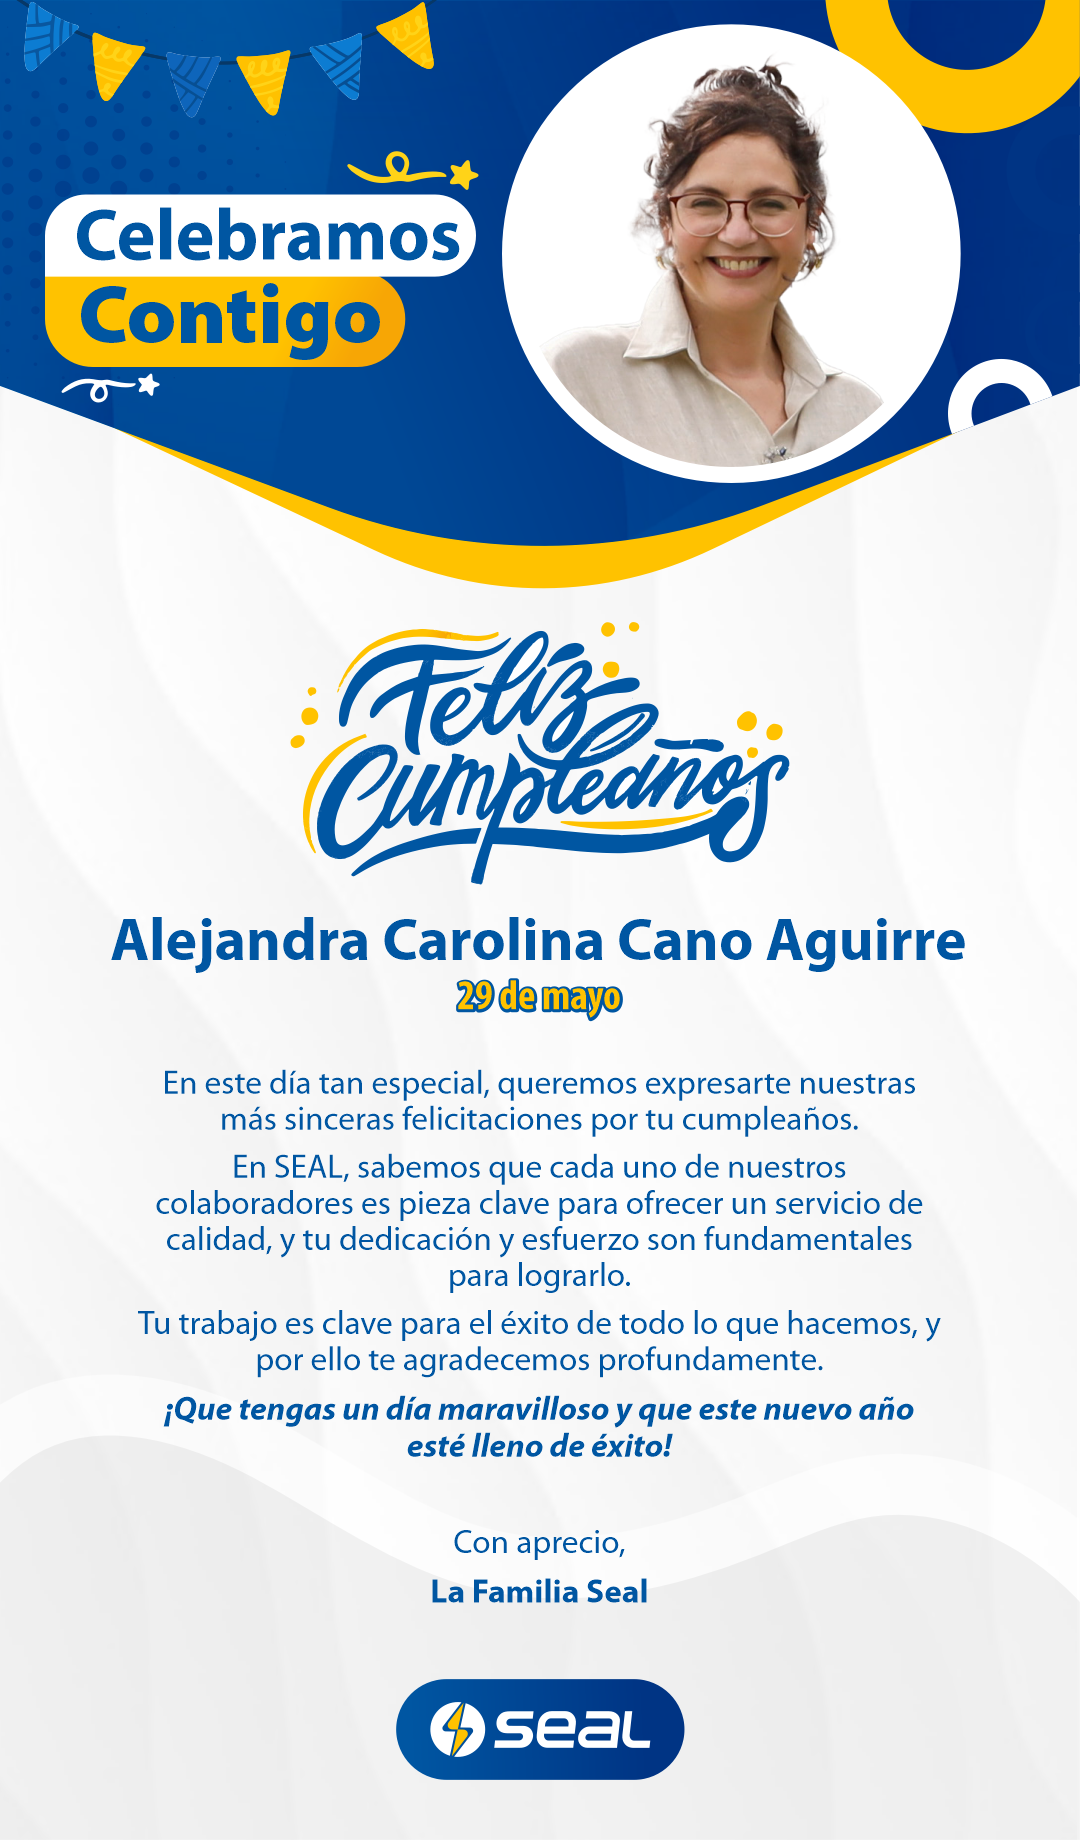 Celebramos
Contigo
Feliz
Cumpleaños
Alejandra Carolina Cano Aguirre
29 de mayo
En este día tan especial, queremos expresarte nuestras
más sinceras felicitaciones por tu cumpleaños.
En SEAL, sabemos que cada uno de nuestros
colaboradores es pieza clave para ofrecer un servicio de
calidad, y tu dedicación y esfuerzo son fundamentales
para lograrlo.
Tu trabajo es clave para el éxito de todo lo que hacemos, y
por ello te agradecemos profundamente.
¡Que tengas un día maravilloso y que este nuevo año
esté lleno de éxito!
Con aprecio,
La Familia Seal
seal